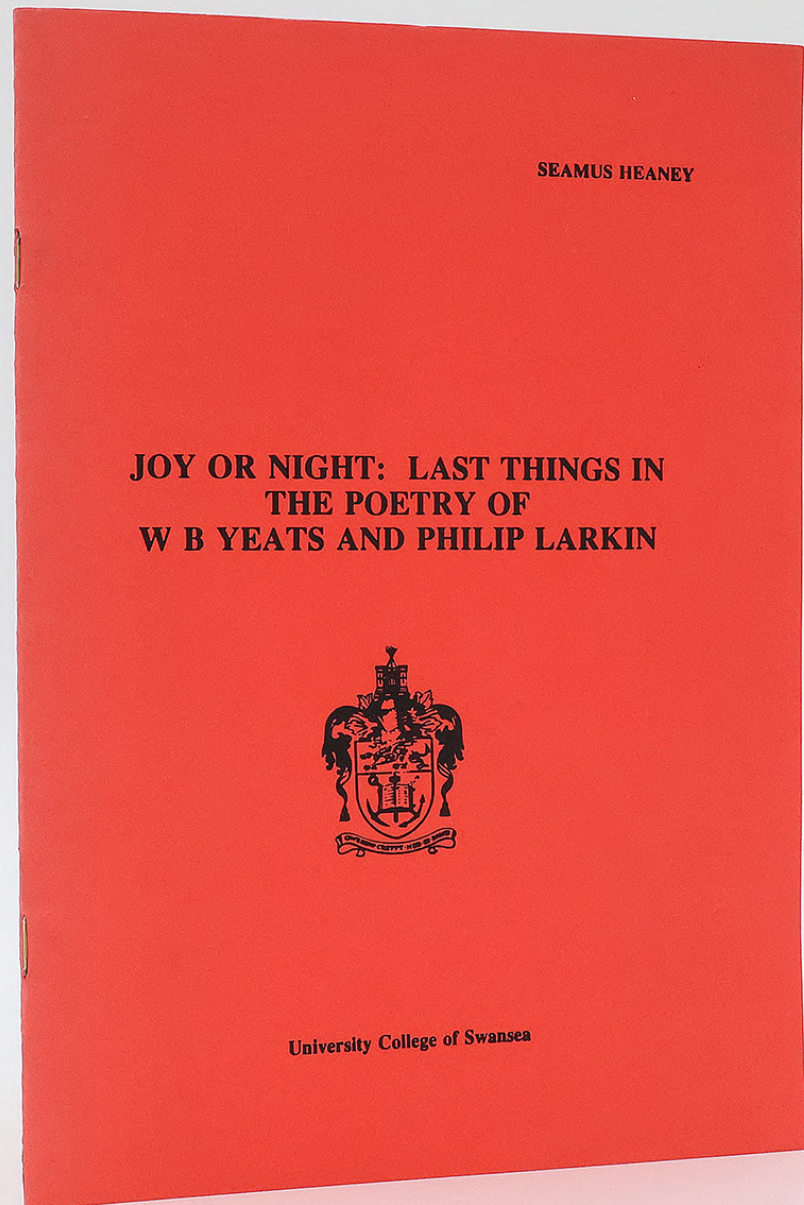 SEAMUS HEANEY
JOY OR NIGHT: LAST THINGS IN
THE POETRY OF
W B YEATS AND PHILIP LARKIN
University College of Swansea